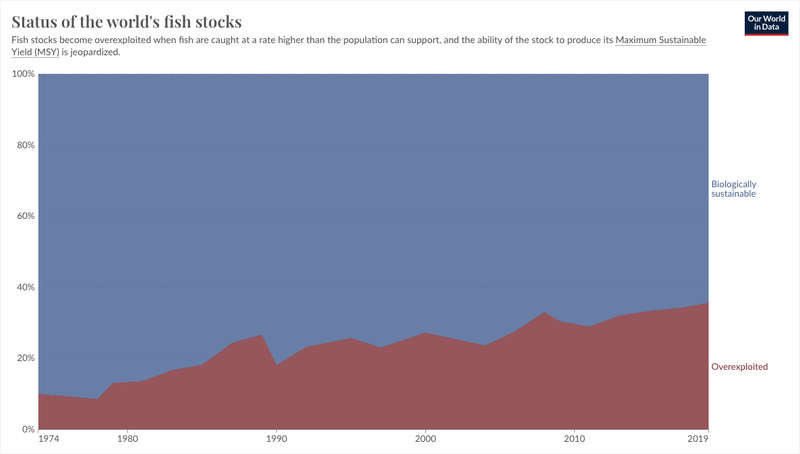 Status of the world's fish stocks
Our World
in Data
Fish stocks become overexploited when fish are caught at a rate higher than the population can support, and the ability of the stock to produce its Maximum Sustainable
Yield (MSY) is jeopardized.
100%
80%
60%
40%
20%
0%
Biologically
sustainable
Overexploited
1974
1980
1990
2000
2010
2019